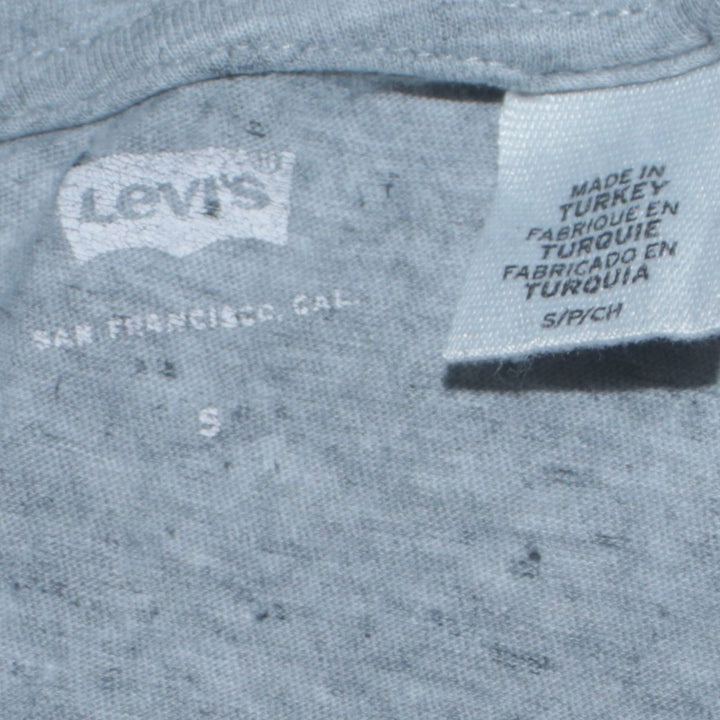 Levi's
SAN FRANCISCO, CAL.
S
MADE IN
TURKEY
FABRIQUE EN
TURQUIE
FABRICADO EN
TURQUIA
S/P/CH